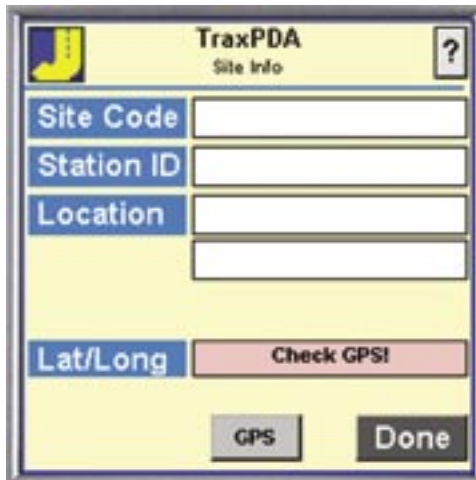 TraxPDA
Site Info
?
Site Code
Station ID
Location
Lat/Long Check GPS!
GPS Done